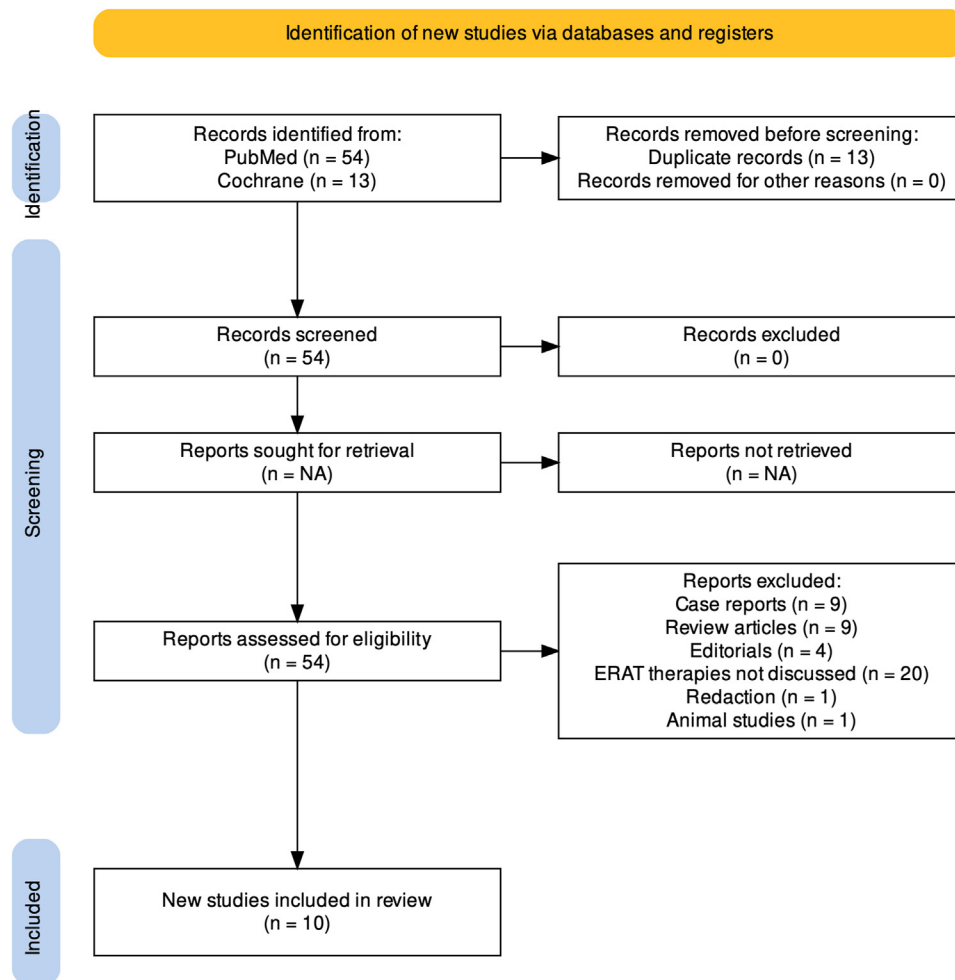 Identification of new studies via databases and registers
Identification
Records identified from:
PubMed (n = 54)
Cochrane (n = 13)
Records removed before screening:
Duplicate records (n = 13)
Records removed for other reasons (n = 0)
Screening
Records screened
(n = 54)
Records excluded
(n = 0)
Reports sought for retrieval
(n = NA)
Reports not retrieved
(n = NA)
Reports assessed for eligibility
(n = 54)
Reports excluded:
Case reports (n = 9)
Review articles (n = 9)
Editorials (n = 4)
ERAT therapies not discussed (n = 20)
Redaction (n = 1)
Animal studies (n = 1)
Included
New studies included in review
(n = 10)